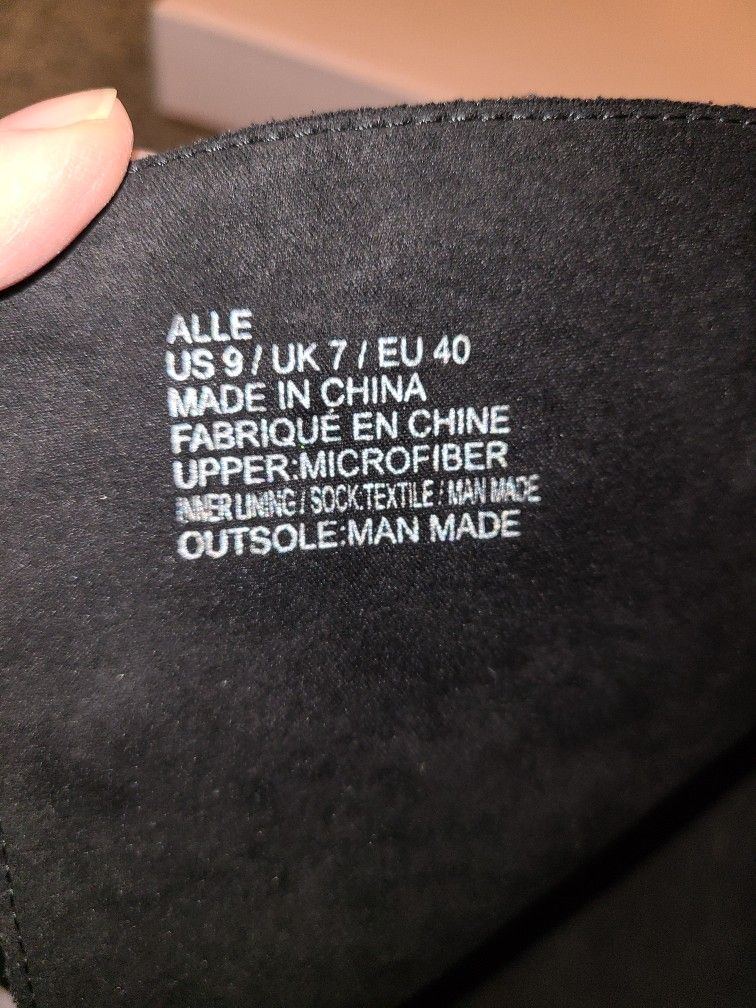 ALLE
US 9 / UK 7 / EU 40
MADE IN CHINA
FABRIQUÉ EN CHINE
UPPER:MICROFIBER
INNER LINING / SOCK:TEXTILE / MAN MADE
OUTSOLE:MAN MADE